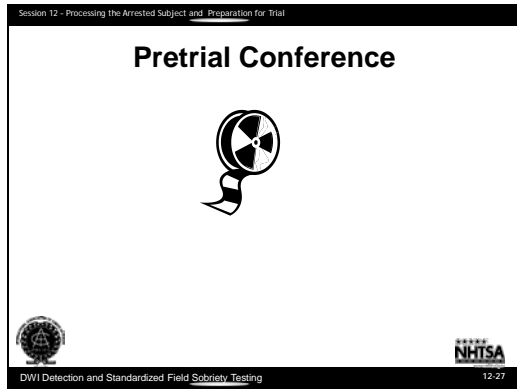 Session 12 - Processing the Arrested Subject and Preparation for Trial
Pretrial Conference
NHTSA
DWI Detection and Standardized Field Sobriety Testing
12-27